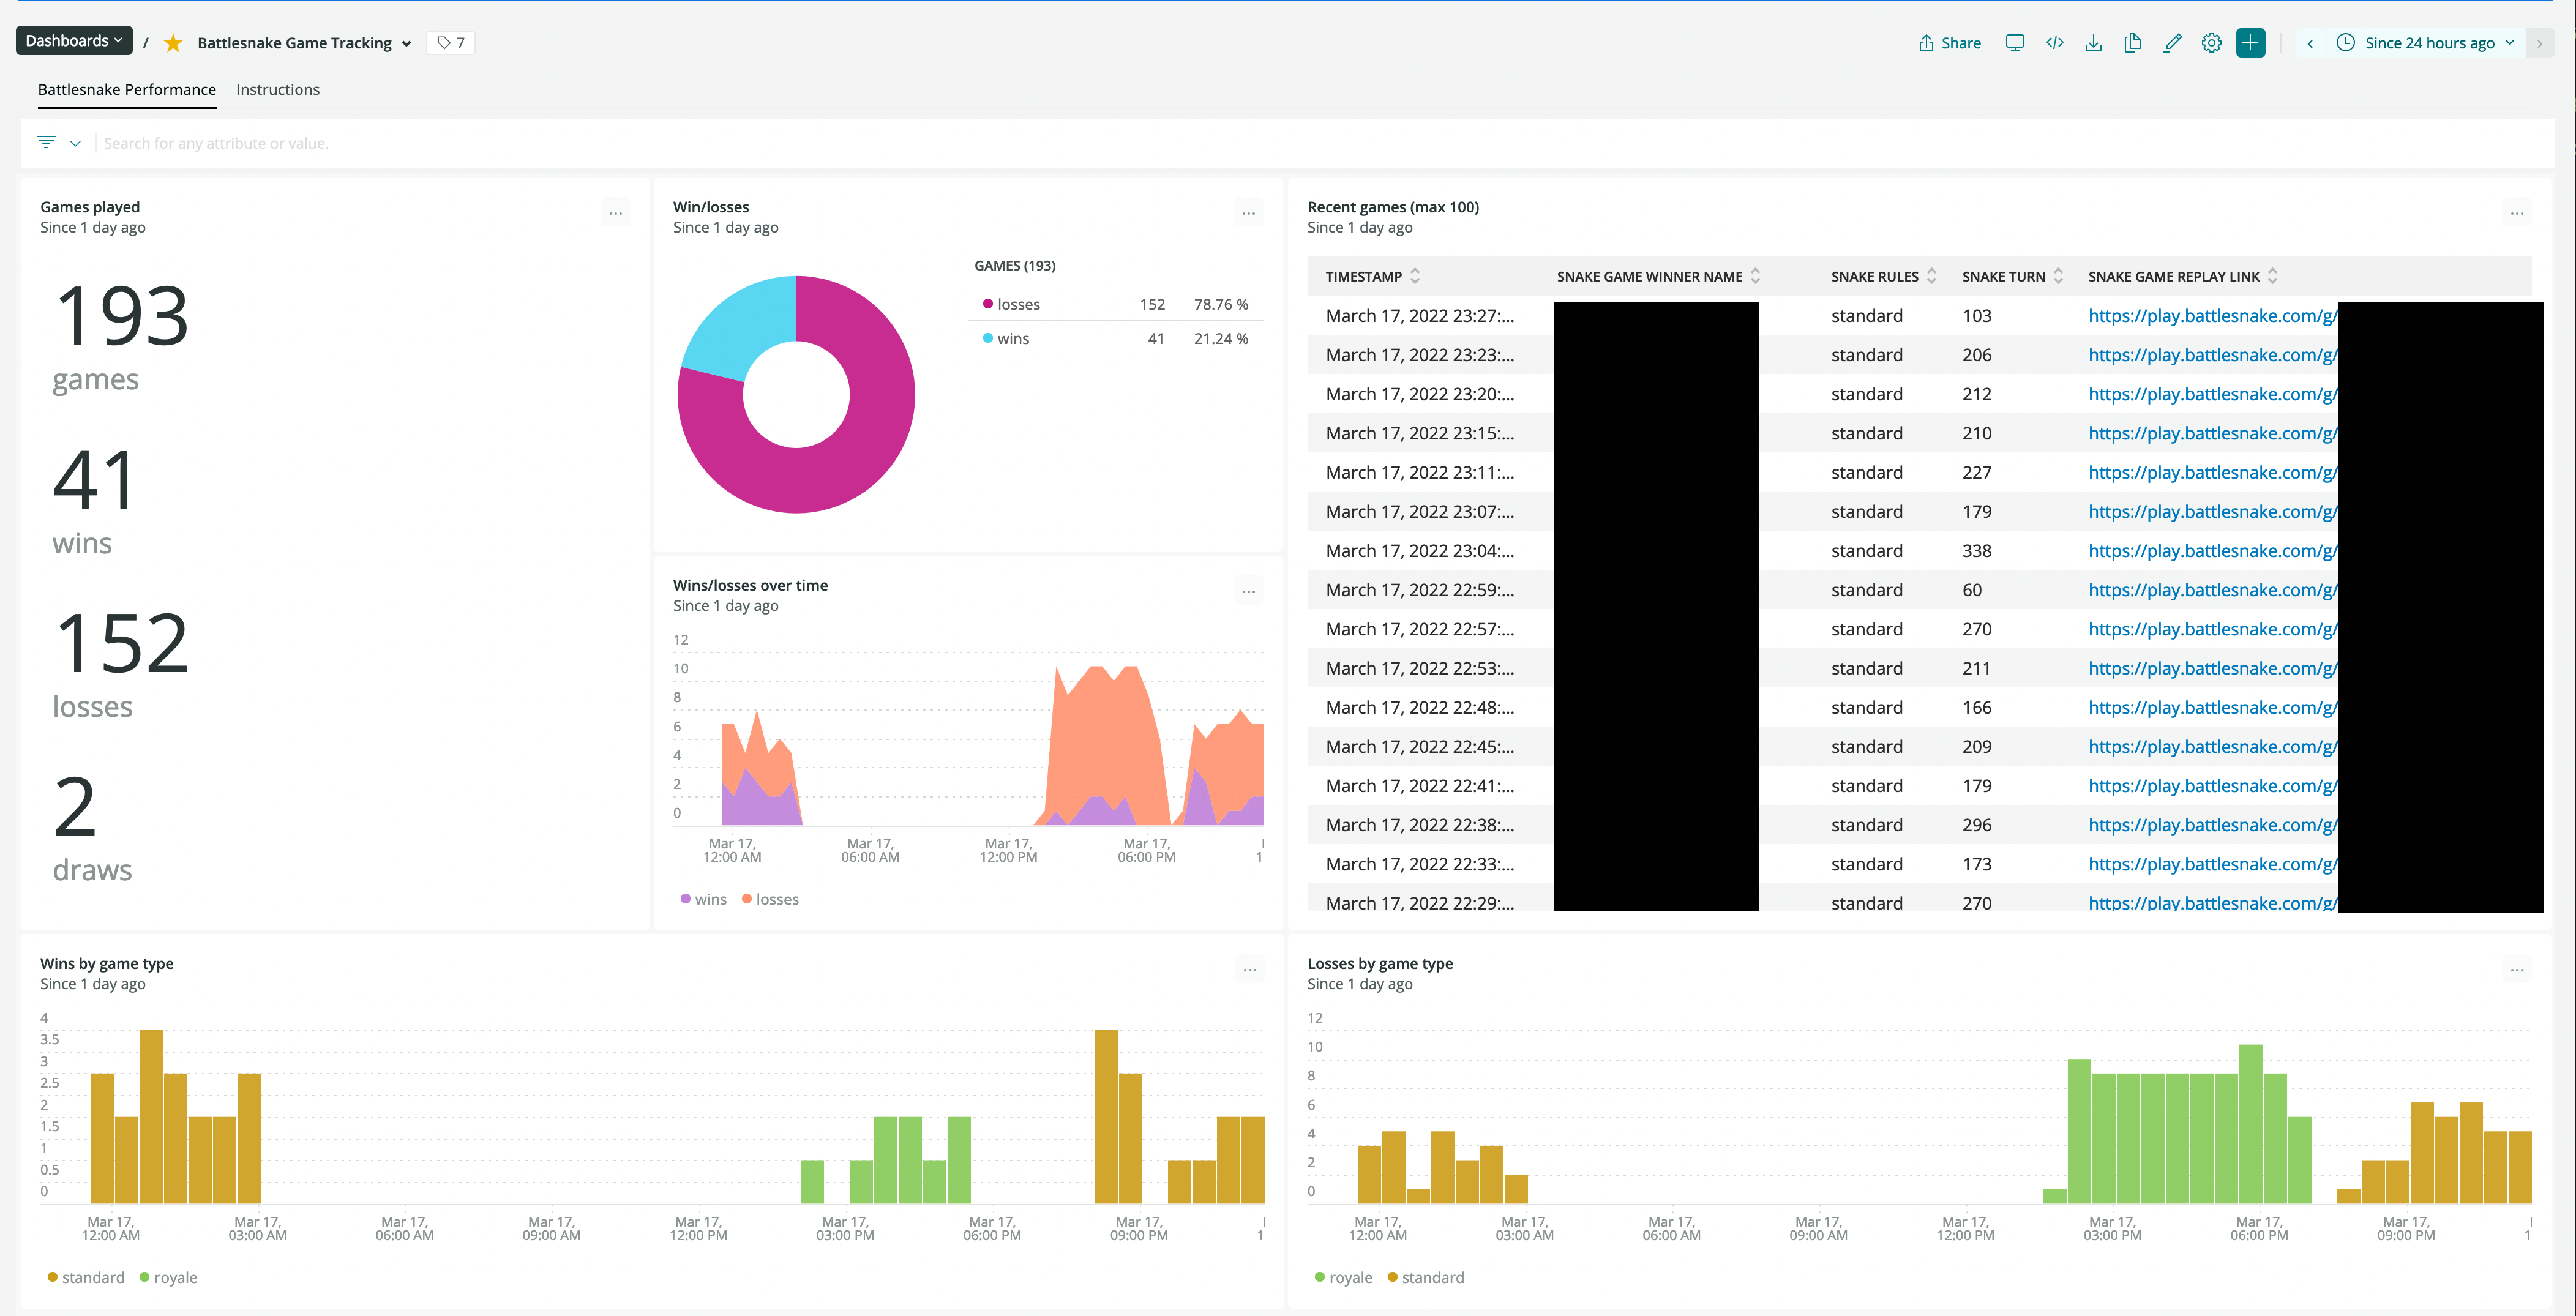 Dashboards / Battlesnake Game Tracking 7 Share Since 24 hours ago
Battlesnake Performance Instructions
Search for any attribute or value.
Games played
Since 1 day ago
193
games
41
wins
152
losses
2
draws
Win/losses
Since 1 day ago
GAMES (193)
losses 152 78.76 %
wins 41 21.24 %
Wins/losses over time
Since 1 day ago
12
10
8
6
4
2
0
Mar 17, Mar 17, Mar 17, Mar 17,
12:00 AM 06:00 AM 12:00 PM 06:00 PM 1
wins losses
Recent games (max 100)
Since 1 day ago
TIMESTAMP SNAKE GAME WINNER NAME SNAKE RULES SNAKE TURN SNAKE GAME REPLAY LINK
March 17, 2022 23:27:... standard 103 https://play.battlesnake.com/g/
March 17, 2022 23:23:... standard 206 https://play.battlesnake.com/g/
March 17, 2022 23:20:... standard 212 https://play.battlesnake.com/g/
March 17, 2022 23:15:... standard 210 https://play.battlesnake.com/g/
March 17, 2022 23:11:... standard 227 https://play.battlesnake.com/g/
March 17, 2022 23:07:... standard 179 https://play.battlesnake.com/g/
March 17, 2022 23:04:... standard 338 https://play.battlesnake.com/g/
March 17, 2022 22:59:... standard 60 https://play.battlesnake.com/g/
March 17, 2022 22:57:... standard 270 https://play.battlesnake.com/g/
March 17, 2022 22:53:... standard 211 https://play.battlesnake.com/g/
March 17, 2022 22:48:... standard 166 https://play.battlesnake.com/g/
March 17, 2022 22:45:... standard 209 https://play.battlesnake.com/g/
March 17, 2022 22:41:... standard 179 https://play.battlesnake.com/g/
March 17, 2022 22:38:... standard 296 https://play.battlesnake.com/g/
March 17, 2022 22:33:... standard 173 https://play.battlesnake.com/g/
March 17, 2022 22:29:... standard 270 https://play.battlesnake.com/g/
Wins by game type
Since 1 day ago
4
3.5
3
2.5
2
1.5
1
0.5
0
Mar 17, Mar 17, Mar 17, Mar 17, Mar 17, Mar 17, Mar 17, Mar 17,
12:00 AM 03:00 AM 06:00 AM 09:00 AM 12:00 PM 03:00 PM 06:00 PM 09:00 PM 1
standard royale
Losses by game type
Since 1 day ago
12
10
8
6
4
2
0
Mar 17, Mar 17, Mar 17, Mar 17, Mar 17, Mar 17, Mar 17, Mar 17,
12:00 AM 03:00 AM 06:00 AM 09:00 AM 12:00 PM 03:00 PM 06:00 PM 09:00 PM 1
royale standard